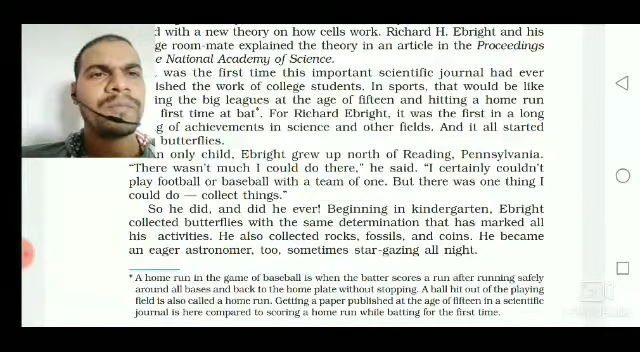 d with a new theory on how cells work. Richard H. Ebright and his
ge room-mate explained the theory in an article in the Proceedings
e National Academy of Science.
was the first time this important scientific journal had ever
ished the work of college students. In sports, that would be like
ing the big leagues at the age of fifteen and hitting a home run
first time at bat*. For Richard Ebright, it was the first in a long
g of achievements in science and other fields. And it all started
butterflies.
n only child, Ebright grew up north of Reading, Pennsylvania.
“There wasn't much I could do there,” he said. “I certainly couldn't
play football or baseball with a team of one. But there was one thing I
could do — collect things.”
So he did, and did he ever! Beginning in kindergarten, Ebright
collected butterflies with the same determination that has marked all
his activities. He also collected rocks, fossils, and coins. He became
an eager astronomer, too, sometimes star-gazing all night.
* A home run in the game of baseball is when the batter scores a run after running safely
around all bases and back to the home plate without stopping. A ball hit out of the playing
field is also called a home run. Getting a paper published at the age of fifteen in a scientific
journal is here compared to scoring a home run while batting for the first time.